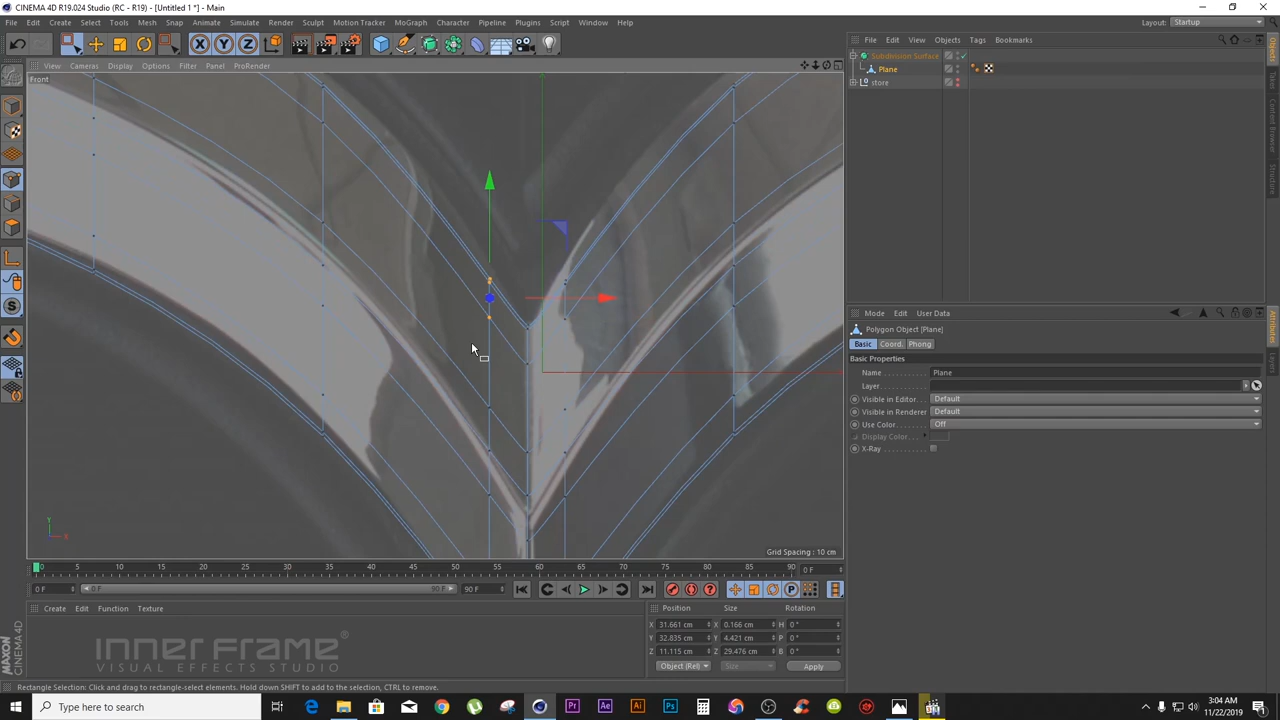 CINEMA 4D R19.024 Studio (RC - R19) - [Untitled 1 *] - Main
File Edit Create Select Tools Mesh Snap Animate Simulate Render Sculpt Motion Tracker MoGraph Character Pipeline Plugins Script Window Help
Layout: Startup
File Edit View Objects Tags Bookmarks
View Cameras Display Options Filter Panel ProRender
Front
Subdivision Surface
Plane
store
Objects
Takes
Content Browser
Structure
Mode Edit User Data
Polygon Object [Plane]
Basic Coord. Phong
Basic Properties
Name Plane
Layer
Visible in Editor Default
Visible in Renderer Default
Use Color Off
Display Color
X-Ray
Attributes
Layers
Y
X
Grid Spacing : 10 cm
0 5 10 15 20 25 30 35 40 45 50 55 60 65 70 75 80 85 90 0 F
0 F 0 F 90 F 90 F
Create Edit Function Texture
Position Size Rotation
X 31.661 cm X 0.166 cm H 0 °
Y 32.835 cm Y 4.421 cm P 0 °
Z 11.115 cm Z 29.476 cm B 0 °
Object (Rel) Size Apply
MAXON CINEMA 4D
Inner Frame®
VISUAL EFFECTS STUDIO
Rectangle Selection: Click and drag to rectangle-select elements. Hold down SHIFT to add to the selection, CTRL to remove.
Type here to search
3:04 AM
11/22/2019